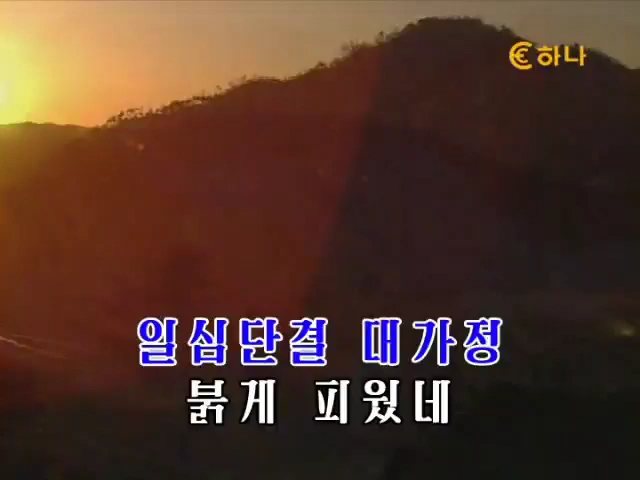 하나
일심단결 대가정
붉게 피웠네